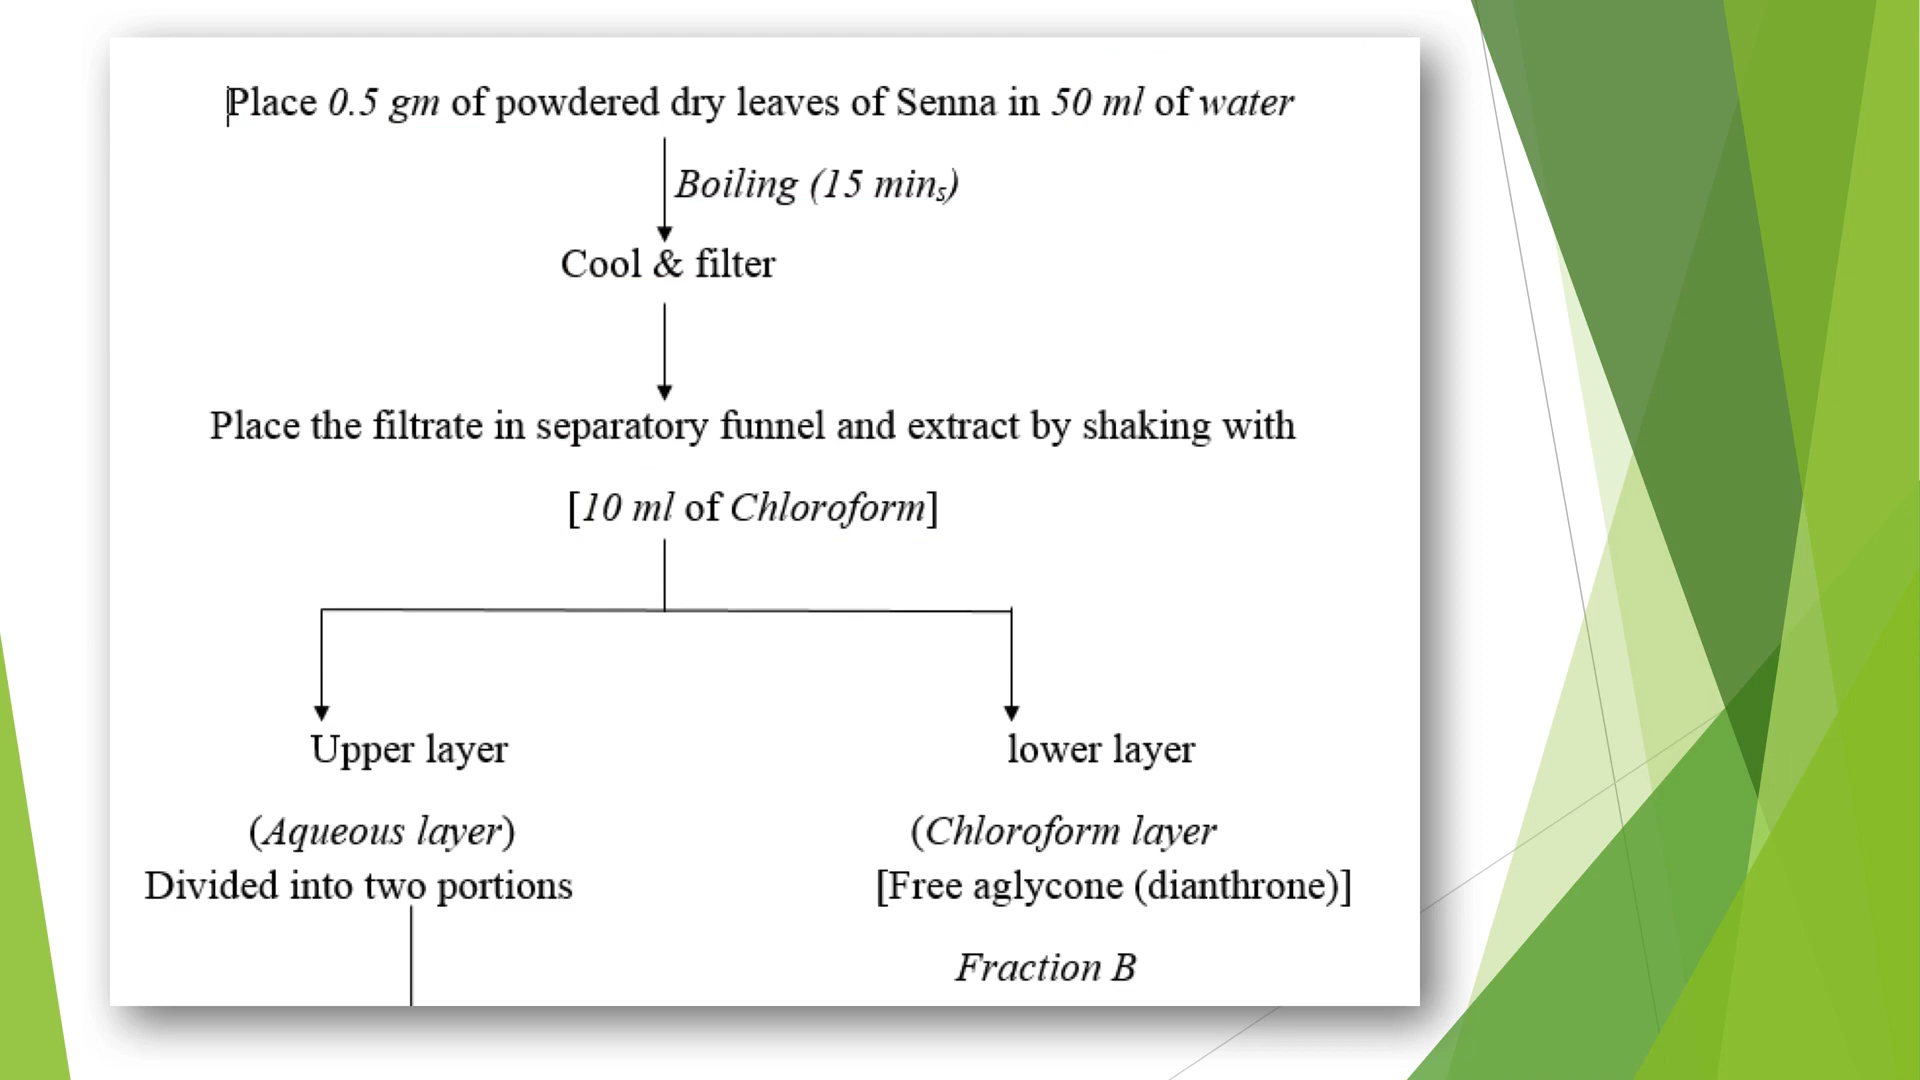 Place 0.5 gm of powdered dry leaves of Senna in 50 ml of water
Boiling (15 mins)
Cool & filter
Place the filtrate in separatory funnel and extract by shaking with
[10 ml of Chloroform]
Upper layer
lower layer
(Aqueous layer)
(Chloroform layer
Divided into two portions
[Free aglycone (dianthrone)]
Fraction B